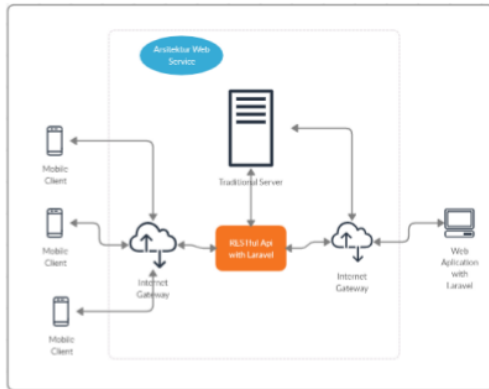 Arsitektur Web
Service
Traditional Server
Mobile
Client
Mobile
Client
Mobile
Client
Internet
Gateway
RESTful Api
with Laravel
Internet
Gateway
Web
Aplication
with
Laravel